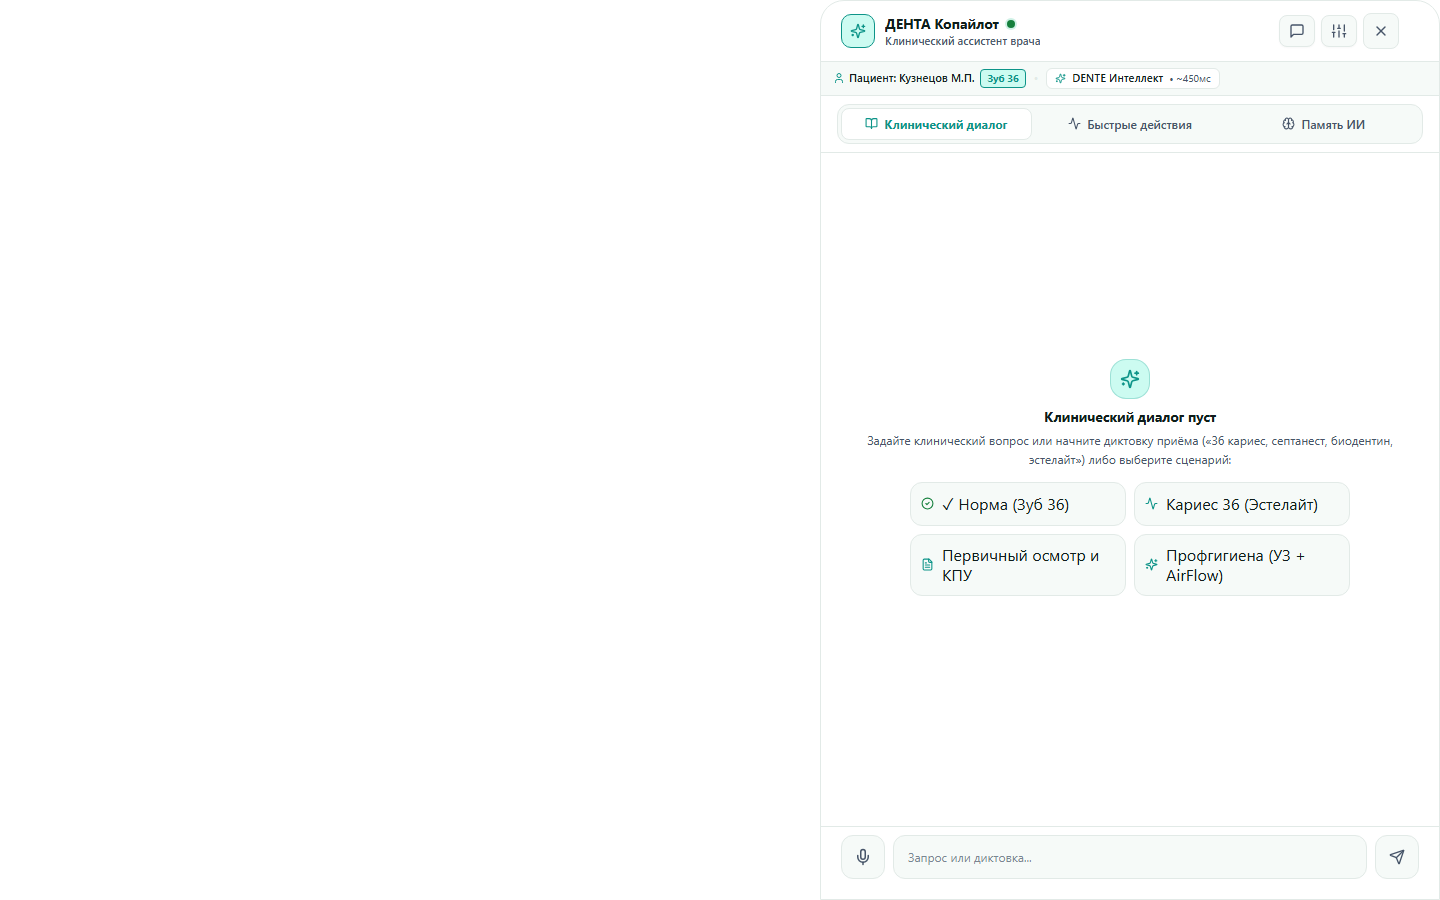 ДЕНТА Копайлот
Клинический ассистент врача
Пациент: Кузнецов М.П. Зуб 36 · DENTE Интеллект • ~450мс
Клинический диалог Быстрые действия Память ИИ
Клинический диалог пуст
Задайте клинический вопрос или начните диктовку приёма («36 кариес, септанест, биодентин,
эстелайт») либо выберите сценарий:
✓ Норма (Зуб 36) Кариес 36 (Эстелайт)
Первичный осмотр и
КПУ
Профгигиена (УЗ +
AirFlow)
Запрос или диктовка...